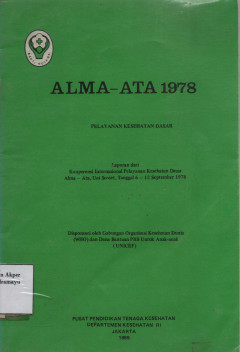 ALMA-ATA 1978
PELAYANAN KESEHATAN DASAR
Laporan dari
Konperensi Internasional Pelayanan Kesehatan Dasar
Alma - Ata, Uni Soviet, Tanggal 6 - 12 September 1978
Disponsori oleh Gabungan Organisasi Kesehatan Dunia
(WHO) dan Dana Bantuan PBB Untuk Anak-anak
(UNICEF)
Akper
PUSAT PENDIDIKAN TENAGA KESEHATAN
DEPARTEMEN KESEHATAN RI
JAKARTA